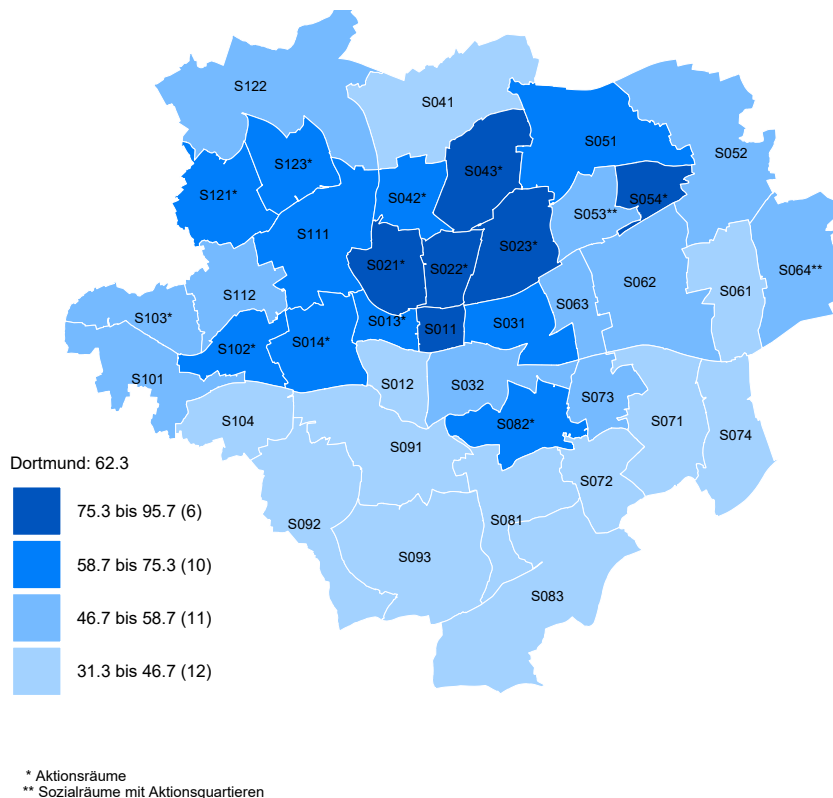 S122
S041
S051
S052
S123*
S043*
S121*
S042*
S054*
S053**
S111
S023*
S021*
S022*
S064**
S062
S061
S112
S063
S103*
S013*
S011
S031
S014*
S102*
S101
S012
S032
S073
S104
S082*
S071
S074
S091
Dortmund: 62.3
S072
75.3 bis 95.7 (6)
S092
S081
58.7 bis 75.3 (10)
S093
S083
46.7 bis 58.7 (11)
31.3 bis 46.7 (12)
* Aktionsräume
** Sozialräume mit Aktionsquartieren